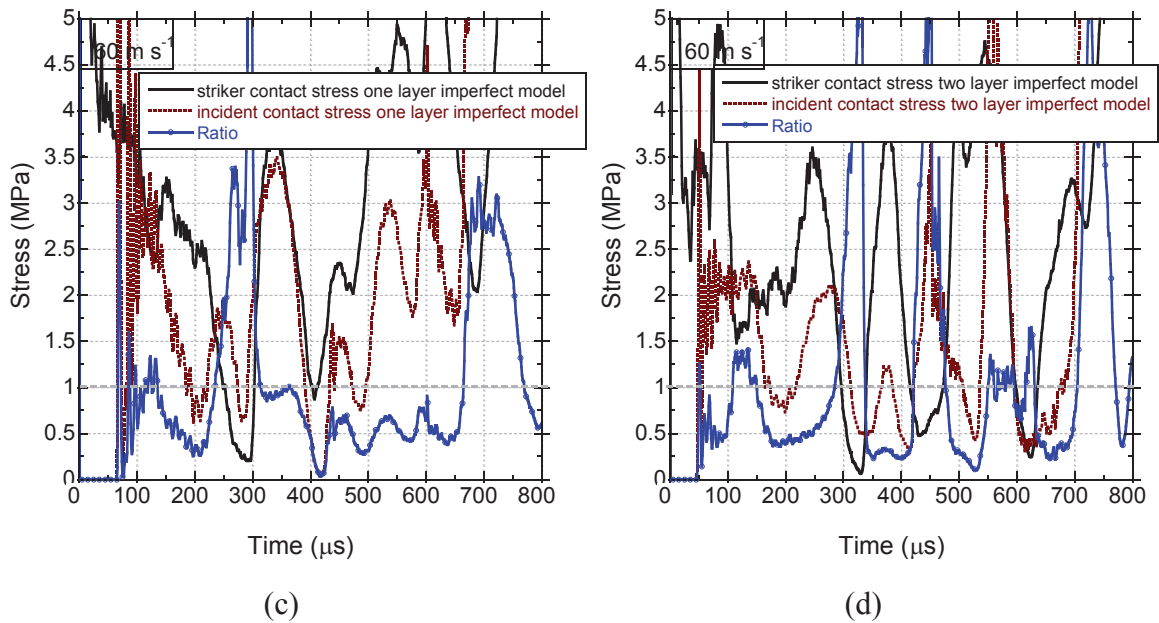 5
4.5
4
3.5
3
2.5
2
1.5
1
0.5
0
60 m s-1
striker contact stress one layer imperfect model
incident contact stress one layer imperfect model
Ratio
Stress (MPa)
0 100 200 300 400 500 600 700 800
Time (μs)
(c)
5
4.5
4
3.5
3
2.5
2
1.5
1
0.5
0
60 m s-1
striker contact stress two layer imperfect model
incident contact stress two layer imperfect model
Ratio
Stress (MPa)
0 100 200 300 400 500 600 700 800
Time (μs)
(d)